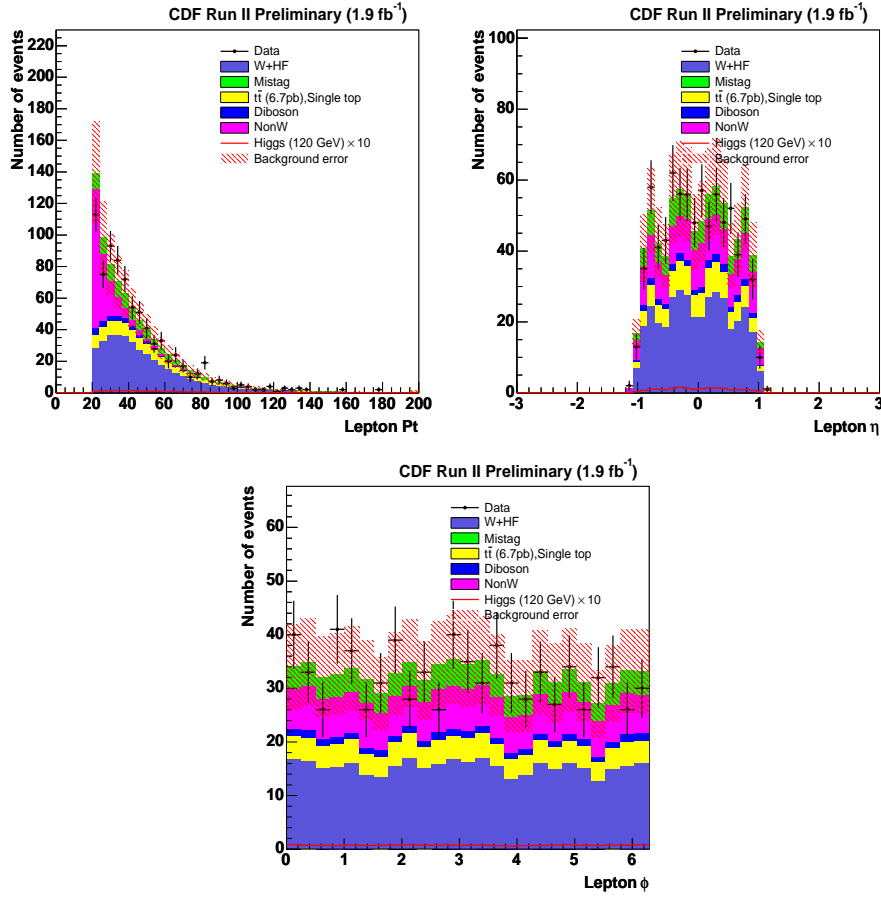 CDF Run II Preliminary (1.9 fb⁻¹)
Number of events
220
200
180
160
140
120
100
80
60
40
20
0
Data
W+HF
Mistag
tt̄ (6.7pb),Single top
Diboson
NonW
Higgs (120 GeV) × 10
Background error
0 20 40 60 80 100 120 140 160 180 200
Lepton Pt
CDF Run II Preliminary (1.9 fb⁻¹)
Number of events
100
80
60
40
20
0
Data
W+HF
Mistag
tt̄ (6.7pb),Single top
Diboson
NonW
Higgs (120 GeV) × 10
Background error
-3 -2 -1 0 1 2 3
Lepton η
CDF Run II Preliminary (1.9 fb⁻¹)
Number of events
60
50
40
30
20
10
0
Data
W+HF
Mistag
tt̄ (6.7pb),Single top
Diboson
NonW
Higgs (120 GeV) × 10
Background error
0 1 2 3 4 5 6
Lepton ϕ